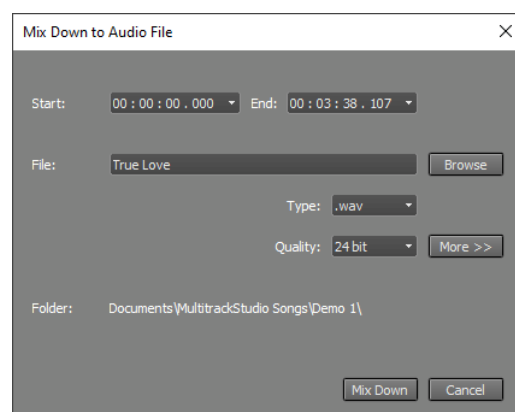 Mix Down to Audio File
Start: 00 : 00 : 00 . 000 End: 00 : 03 : 38 . 107
File: True Love Browse
Type: .wav
Quality: 24 bit More >>
Folder: Documents\MultitrackStudio Songs\Demo 1\
Mix Down Cancel